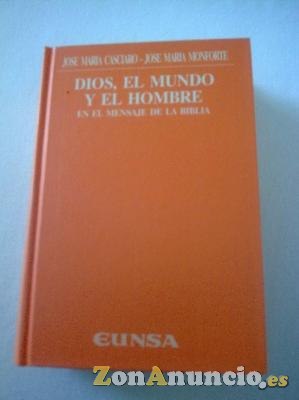 JOSE MARIA CASCIARO - JOSE MARIA MONFORTE
DIOS, EL MUNDO
Y EL HOMBRE
EN EL MENSAJE DE LA BIBLIA
EUNSA
ZonAnuncio.es